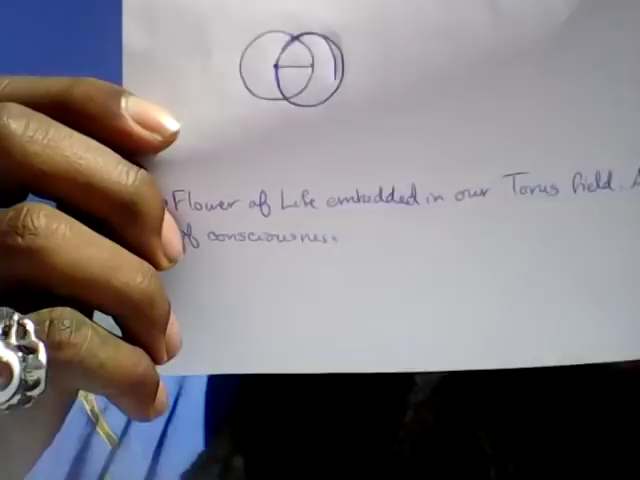 Flower of Life embedded in our Torus field.
of consciousness.